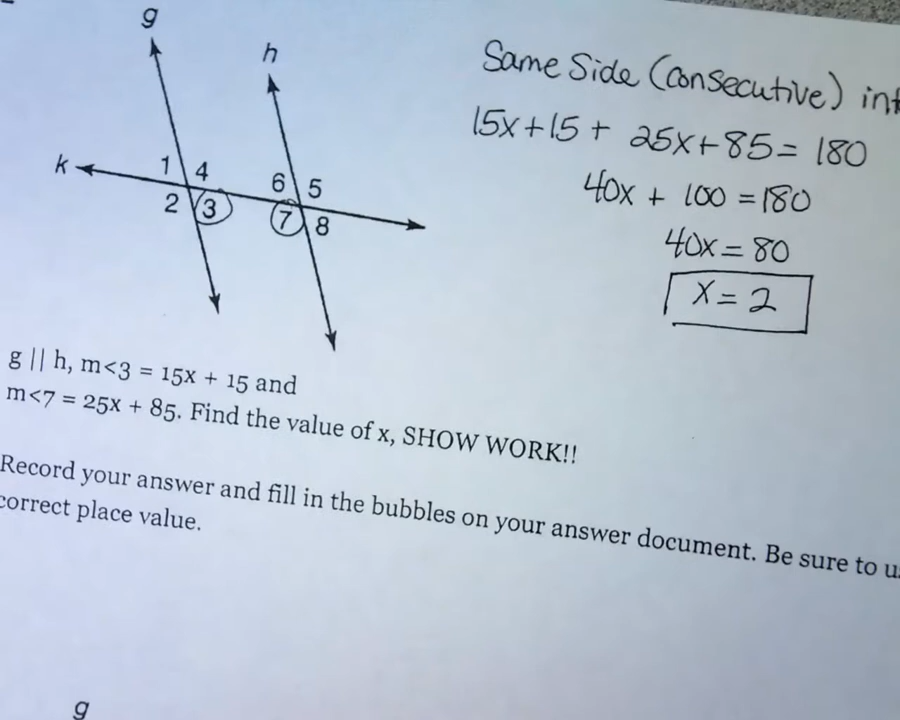 g
h
k
1 4
6 5
2 3
7 8
Same Side (Consecutive) int
15x+15 + 25x+85 = 180
40x + 100 = 180
40x = 80
x = 2
g || h, m<3 = 15x + 15 and
m<7 = 25x + 85. Find the value of x, SHOW WORK!!
Record your answer and fill in the bubbles on your answer document. Be sure to u
correct place value.
g